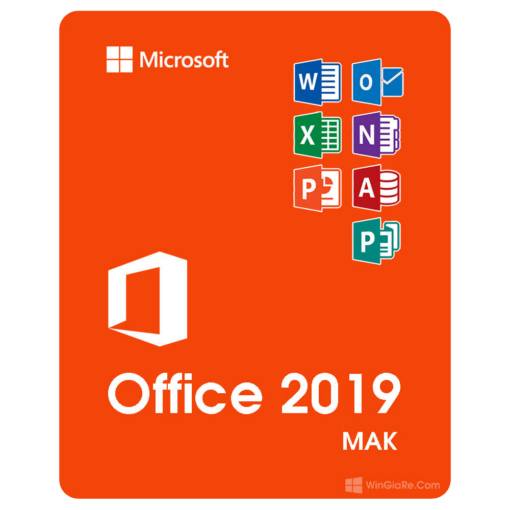 Microsoft
W O
X N
P A
P
Office 2019
MAK
WinGiaRe.Com